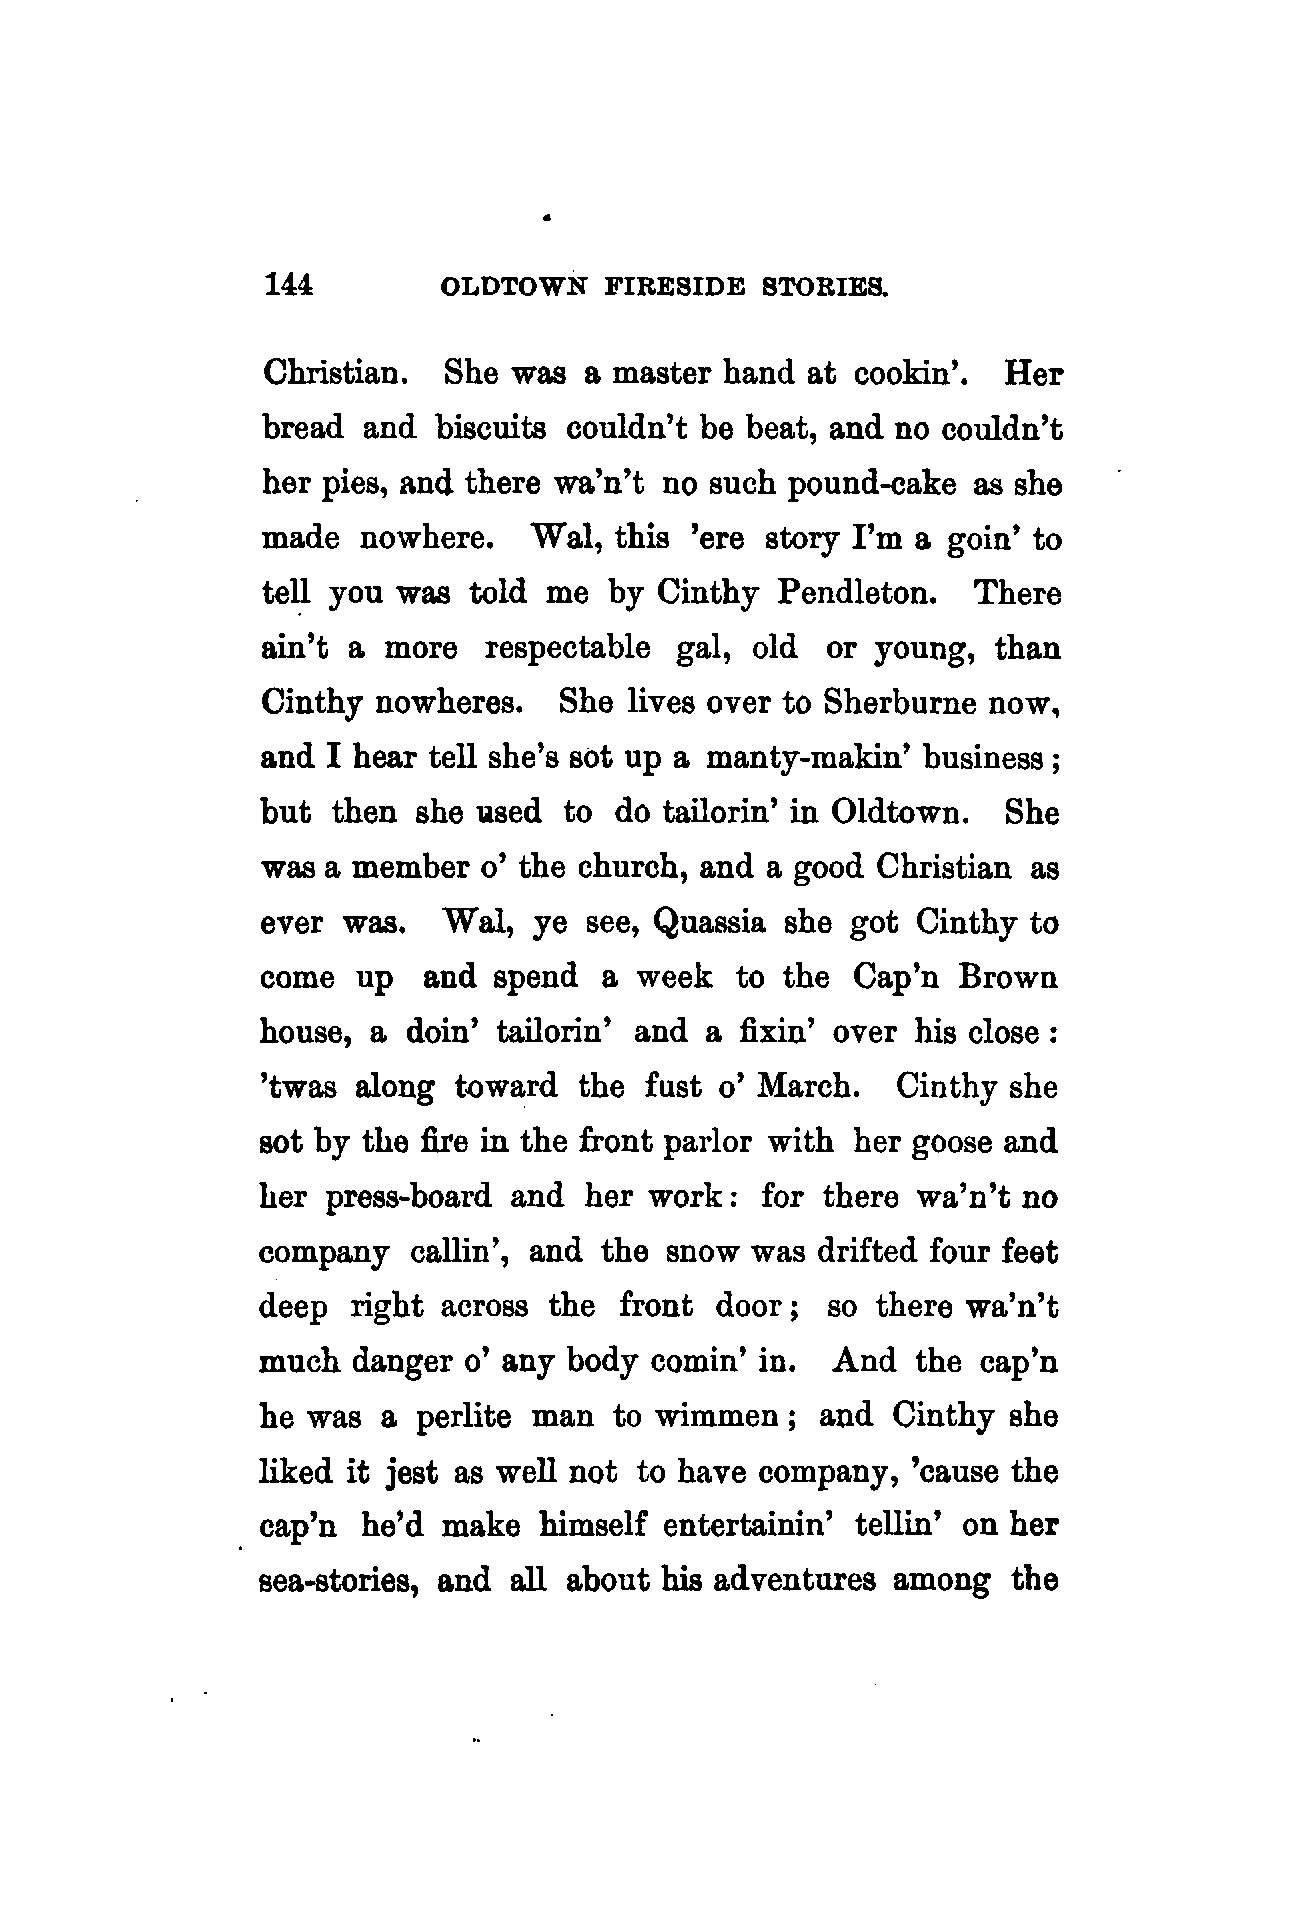 144 OLDTOWN FIRESIDE STORIES.
Christian. She was a master hand at cookin'. Her
bread and biscuits couldn't be beat, and no couldn't
her pies, and there wa'n't no such pound-cake as she
made nowhere. Wal, this 'ere story I'm a goin' to
tell you was told me by Cinthy Pendleton. There
ain't a more respectable gal, old or young, than
Cinthy nowheres. She lives over to Sherburne now,
and I hear tell she's sot up a manty-makin' business;
but then she used to do tailorin' in Oldtown. She
was a member o' the church, and a good Christian as
ever was. Wal, ye see, Quassia she got Cinthy to
come up and spend a week to the Cap'n Brown
house, a doin' tailorin' and a fixin' over his close:
'twas along toward the fust o' March. Cinthy she
sot by the fire in the front parlor with her goose and
her press-board and her work: for there wa'n't no
company callin', and the snow was drifted four feet
deep right across the front door; so there wa'n't
much danger o' any body comin' in. And the cap'n
he was a perlite man to wimmen; and Cinthy she
liked it jest as well not to have company, 'cause the
cap'n he'd make himself entertainin' tellin' on her
sea-stories, and all about his adventures among the